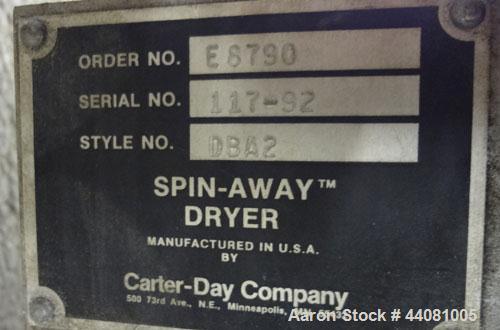 ORDER NO. E8790
SERIAL NO. 117-92
STYLE NO. DBA2
SPIN-AWAY™
DRYER
MANUFACTURED IN U.S.A.
BY
Carter-Day Company
500 73rd Ave., N.E., Minneapolis,
Aaron Stock # 44081005